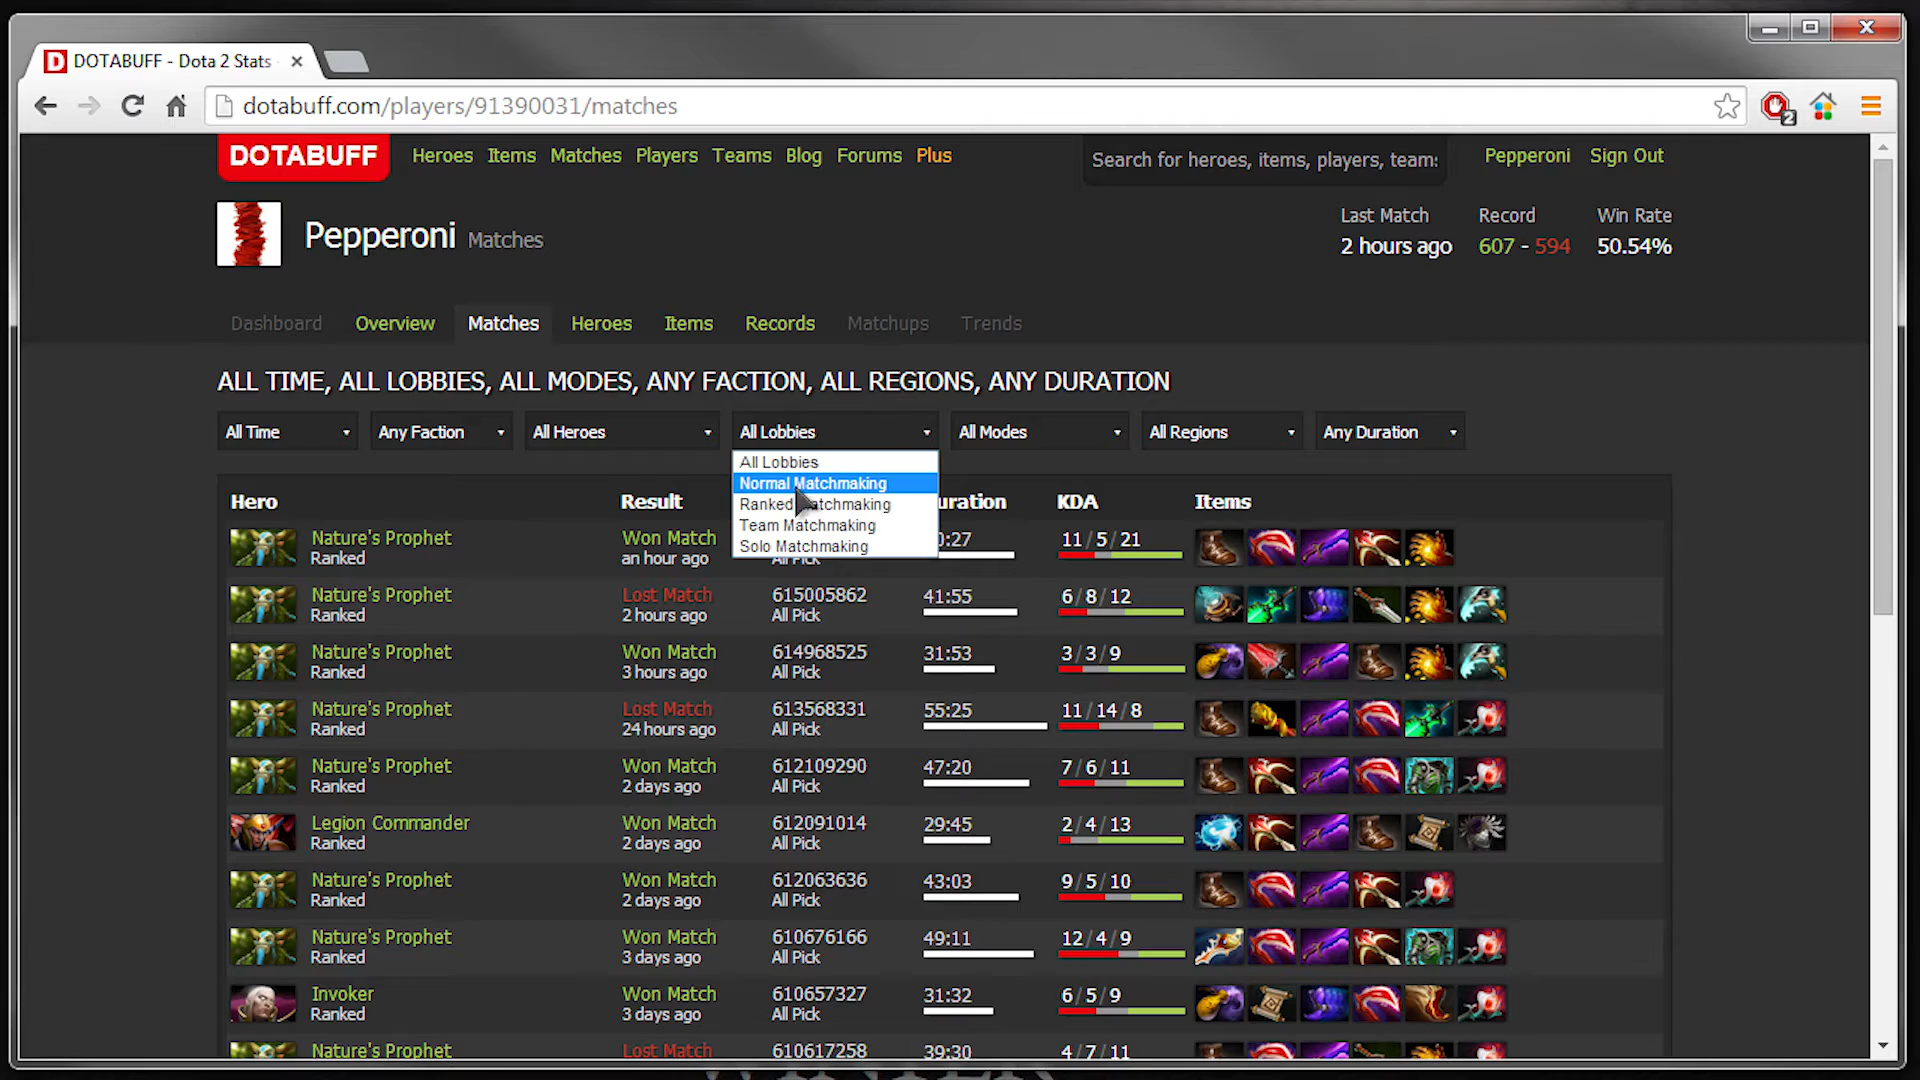 DOTABUFF - Dota 2 Stats
dotabuff.com/players/91390031/matches
2
DOTABUFF Heroes Items Matches Players Teams Blog Forums Plus Search for heroes, items, players, teams Pepperoni Sign Out
Pepperoni Matches
Last Match Record Win Rate
2 hours ago 607 - 594 50.54%
Dashboard Overview Matches Heroes Items Records Matchups Trends
ALL TIME, ALL LOBBIES, ALL MODES, ANY FACTION, ALL REGIONS, ANY DURATION
All Time Any Faction All Heroes All Lobbies All Modes All Regions Any Duration
All Lobbies
Normal Matchmaking
Ranked Matchmaking
Team Matchmaking
Solo Matchmaking
Hero Result uration KDA Items
Nature's Prophet Won Match :27 11/5/21
Ranked an hour ago All Pick
Nature's Prophet Lost Match 615005862 41:55 6/8/12
Ranked 2 hours ago All Pick
Nature's Prophet Won Match 614968525 31:53 3/3/9
Ranked 3 hours ago All Pick
Nature's Prophet Lost Match 613568331 55:25 11/14/8
Ranked 24 hours ago All Pick
Nature's Prophet Won Match 612109290 47:20 7/6/11
Ranked 2 days ago All Pick
Legion Commander Won Match 612091014 29:45 2/4/13
Ranked 2 days ago All Pick
Nature's Prophet Won Match 612063636 43:03 9/5/10
Ranked 2 days ago All Pick
Nature's Prophet Won Match 610676166 49:11 12/4/9
Ranked 3 days ago All Pick
Invoker Won Match 610657327 31:32 6/5/9
Ranked 3 days ago All Pick
Nature's Prophet Lost Match 610617258 39:30 4/7/11